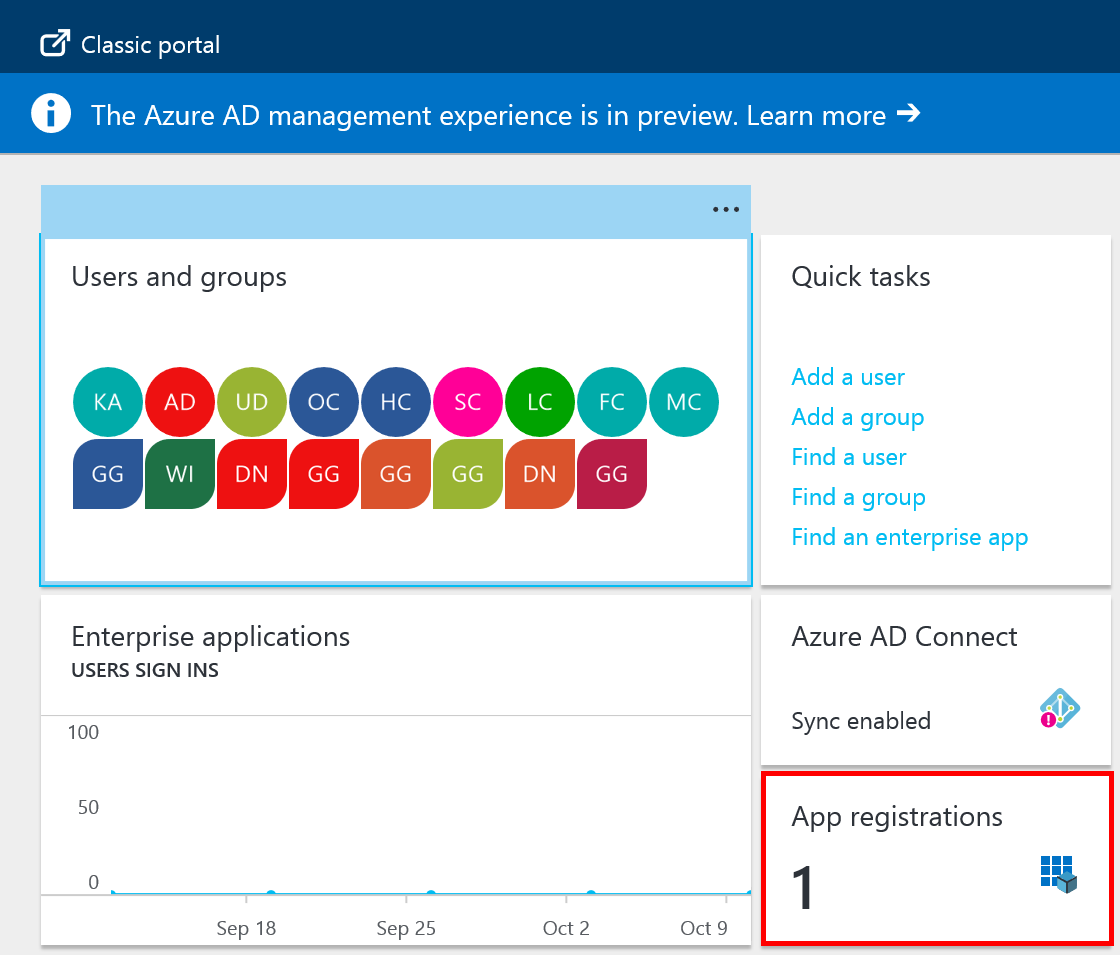 Classic portal
The Azure AD management experience is in preview. Learn more →
Users and groups
KA AD UD OC HC SC LC FC MC
GG WI DN GG GG GG DN GG
Quick tasks
Add a user
Add a group
Find a user
Find a group
Find an enterprise app
Enterprise applications
USERS SIGN INS
100
50
0
Sep 18 Sep 25 Oct 2 Oct 9
Azure AD Connect
Sync enabled
App registrations
1